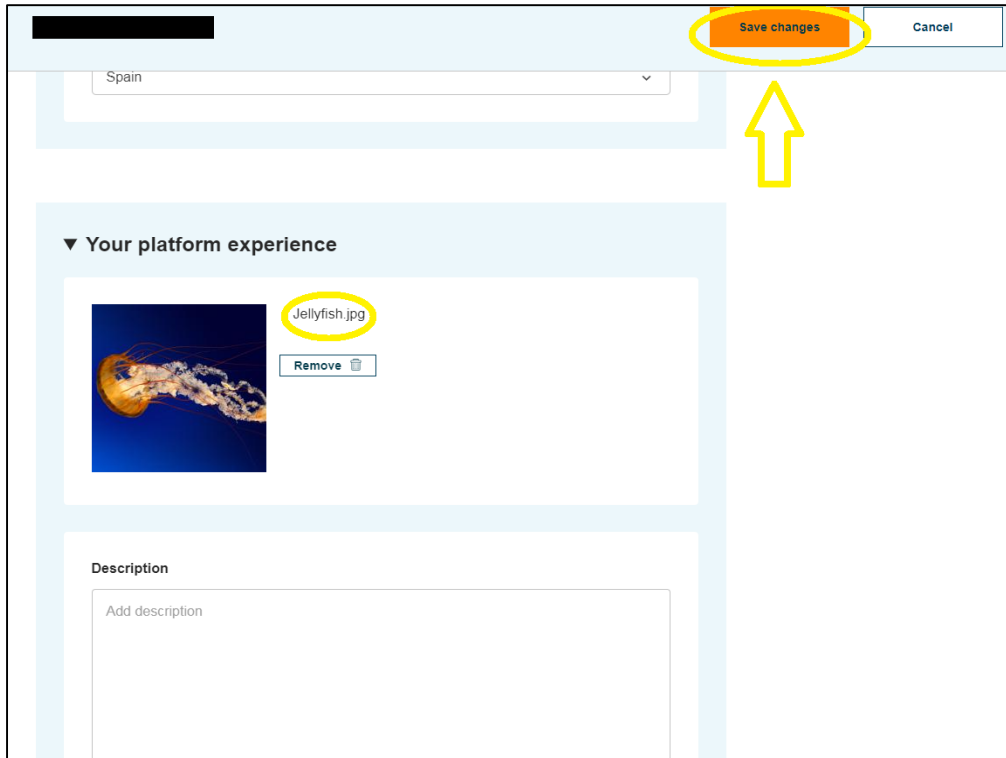 Save changes
Cancel
Spain
Your platform experience
Jellyfish.jpg
Remove
Description
Add description